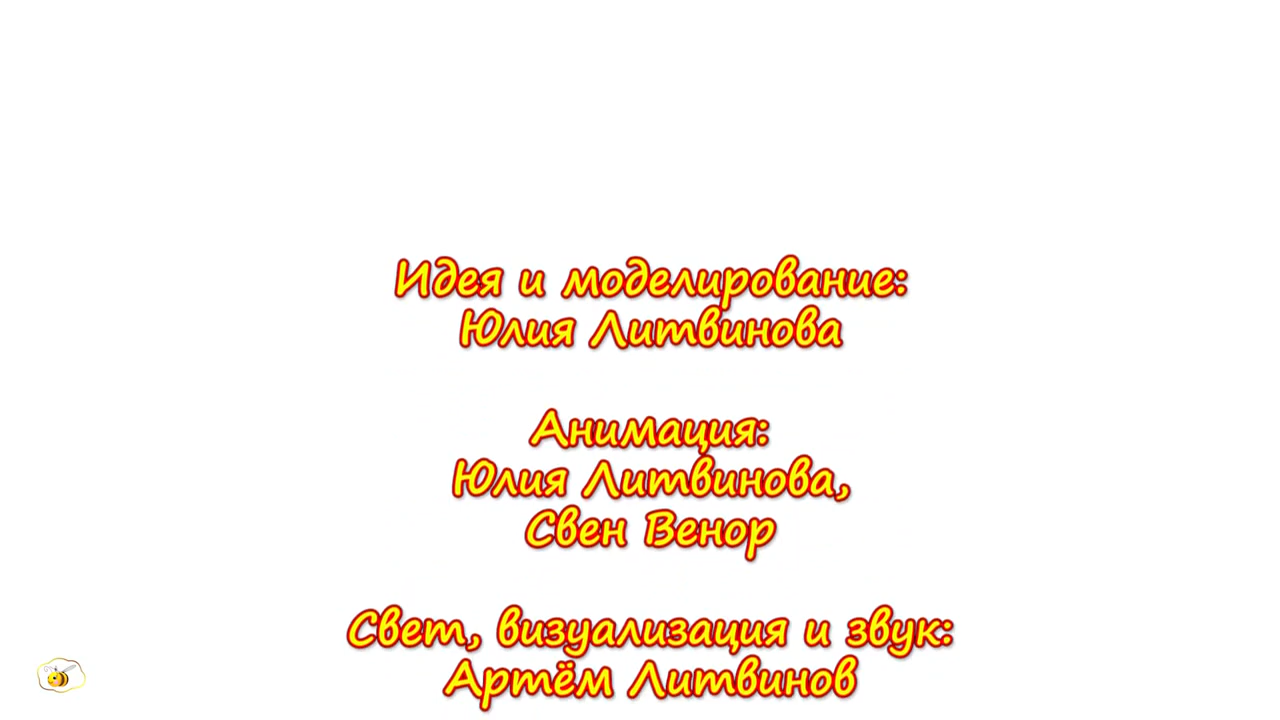 Идея и моделирование:
Юлия Литвинова
Анимация:
Юлия Литвинова,
Свен Венор
Свет, визуализация и звук:
Артём Литвинов